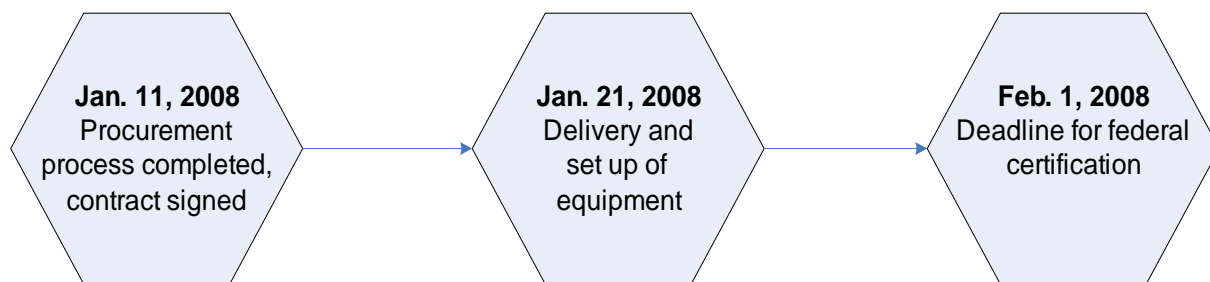 Jan. 11, 2008
Procurement
process completed,
contract signed
Jan. 21, 2008
Delivery and
set up of
equipment
Feb. 1, 2008
Deadline for federal
certification